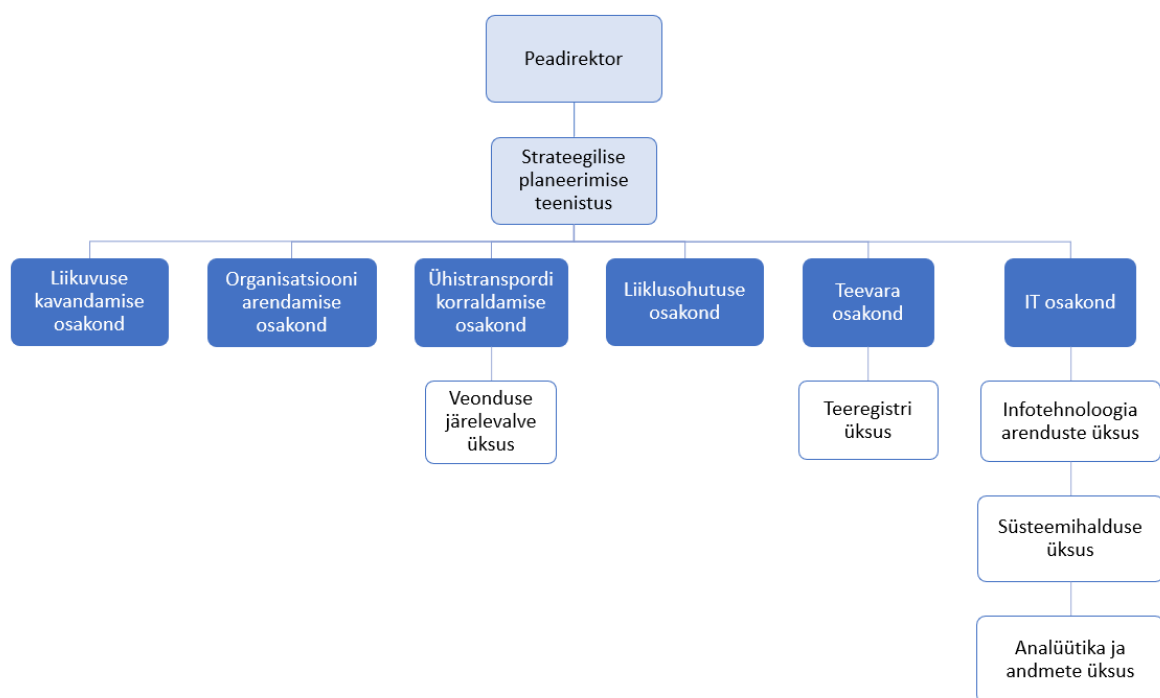 Peadirektor
Strateegilise
planeerimise
teenistus
Liikuvuse
kavandamise
osakond
Organisatsiooni
arendamise
osakond
Ühistranspordi
korraldamise
osakond
Liiklusohutuse
osakond
Teevara
osakond
IT osakond
Veonduse
järelevalve
üksus
Teeregistri
üksus
Infotehnoloogia
arenduste üksus
Süsteemihalduse
üksus
Analüütika ja
andmete üksus